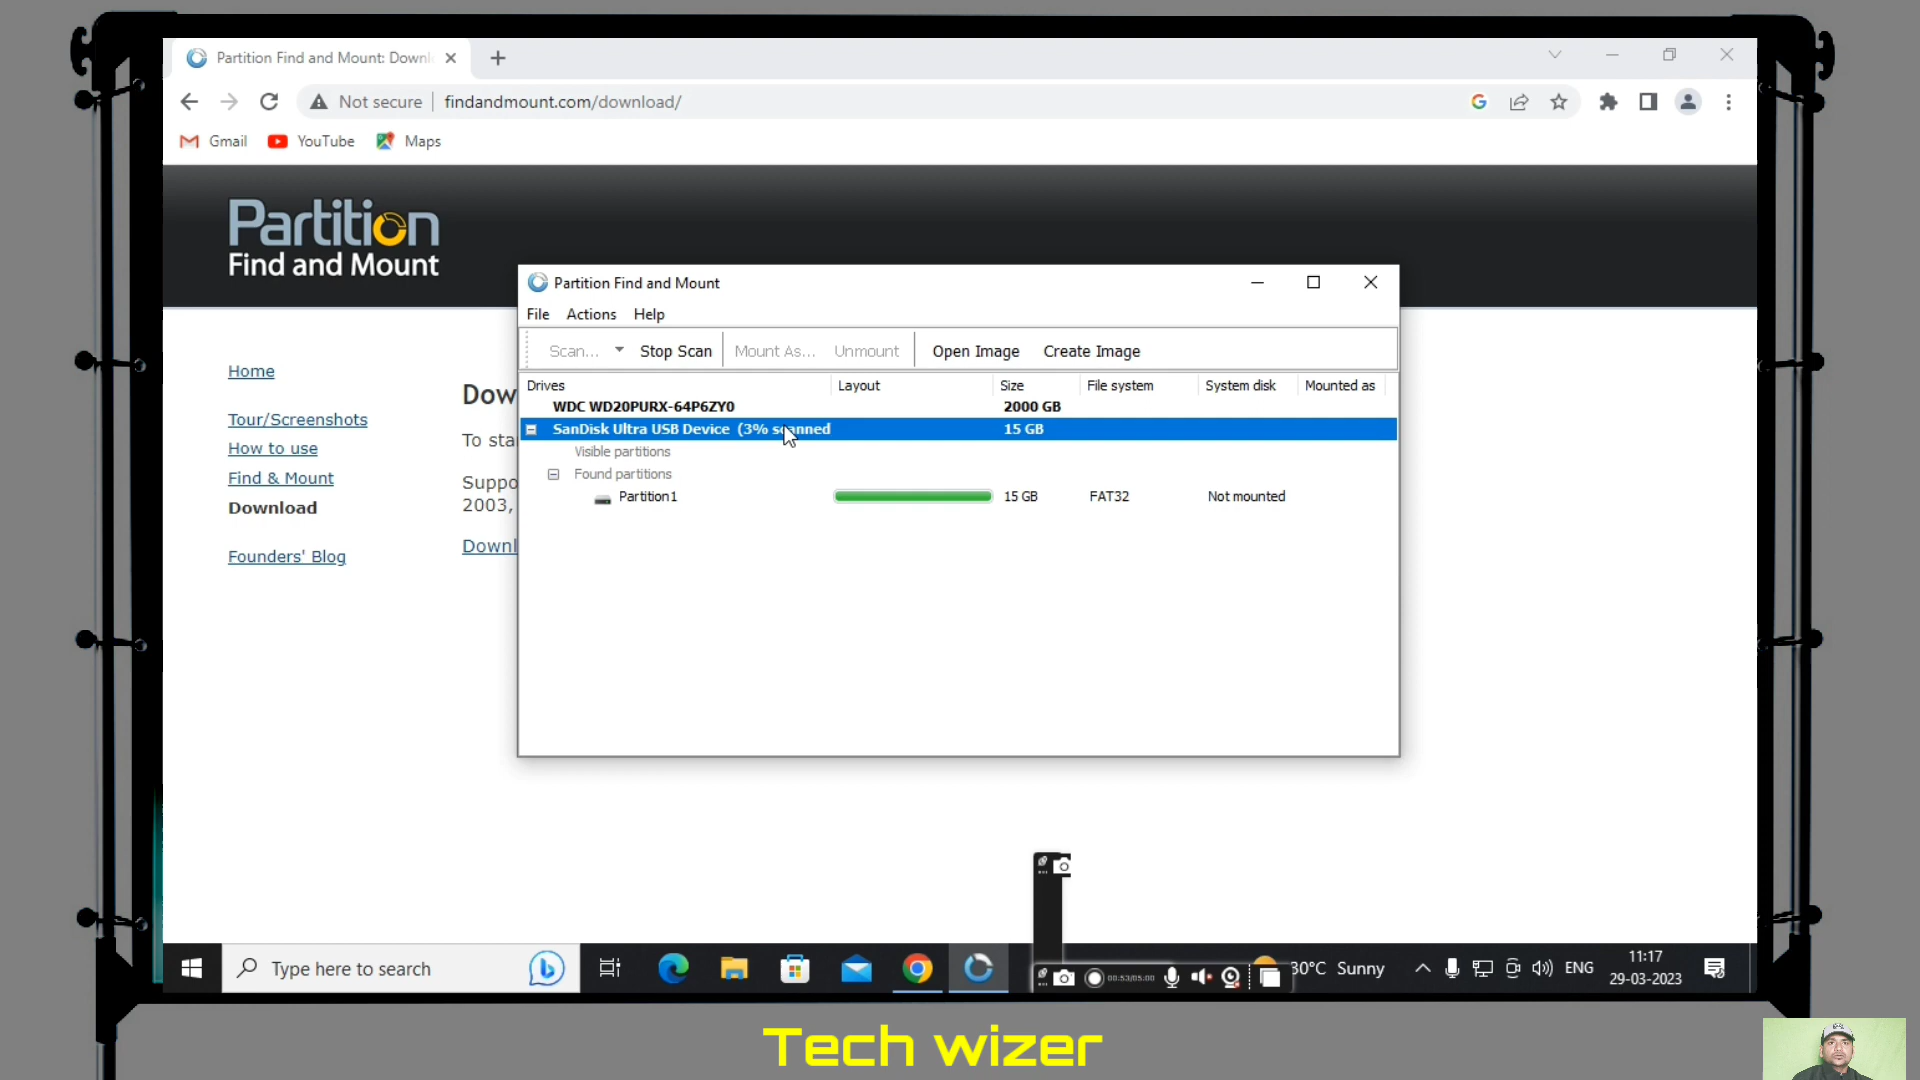 Partition Find and Mount: Downl
Not secure findandmount.com/download/
Gmail YouTube Maps
Partition
Find and Mount
Partition Find and Mount
File Actions Help
Scan... Stop Scan Mount As... Unmount Open Image Create Image
Drives Layout Size File system System disk Mounted as
WDC WD20PURX-64P6ZY0 2000 GB
SanDisk Ultra USB Device (3% scanned 15 GB
Visible partitions
Found partitions
Partition1 15 GB FAT32 Not mounted
Home
Tour/Screenshots
How to use
Find & Mount
Download
Founders' Blog
Dow
To sta
Suppo
2003,
Downl
Type here to search
00:53/05:00
30°C Sunny
ENG
11:17
29-03-2023
Tech wizer